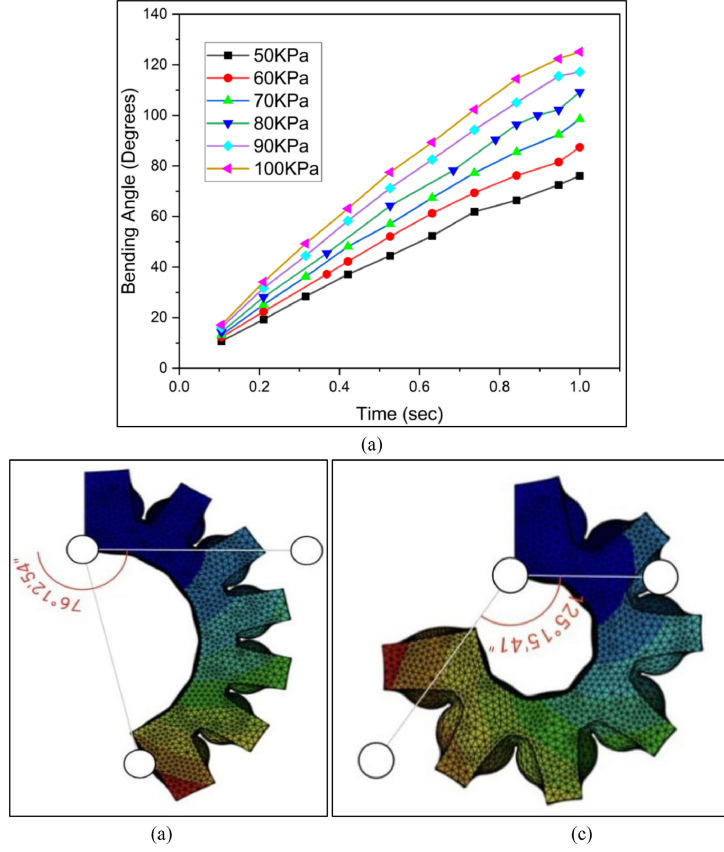 140
120
100
80
60
40
20
0
Bending Angle (Degrees)
50KPa
60KPa
70KPa
80KPa
90KPa
100KPa
0.0 0.2 0.4 0.6 0.8 1.0
Time (sec)
(a)
76°12'54"
125°15'41"
(a) (c)